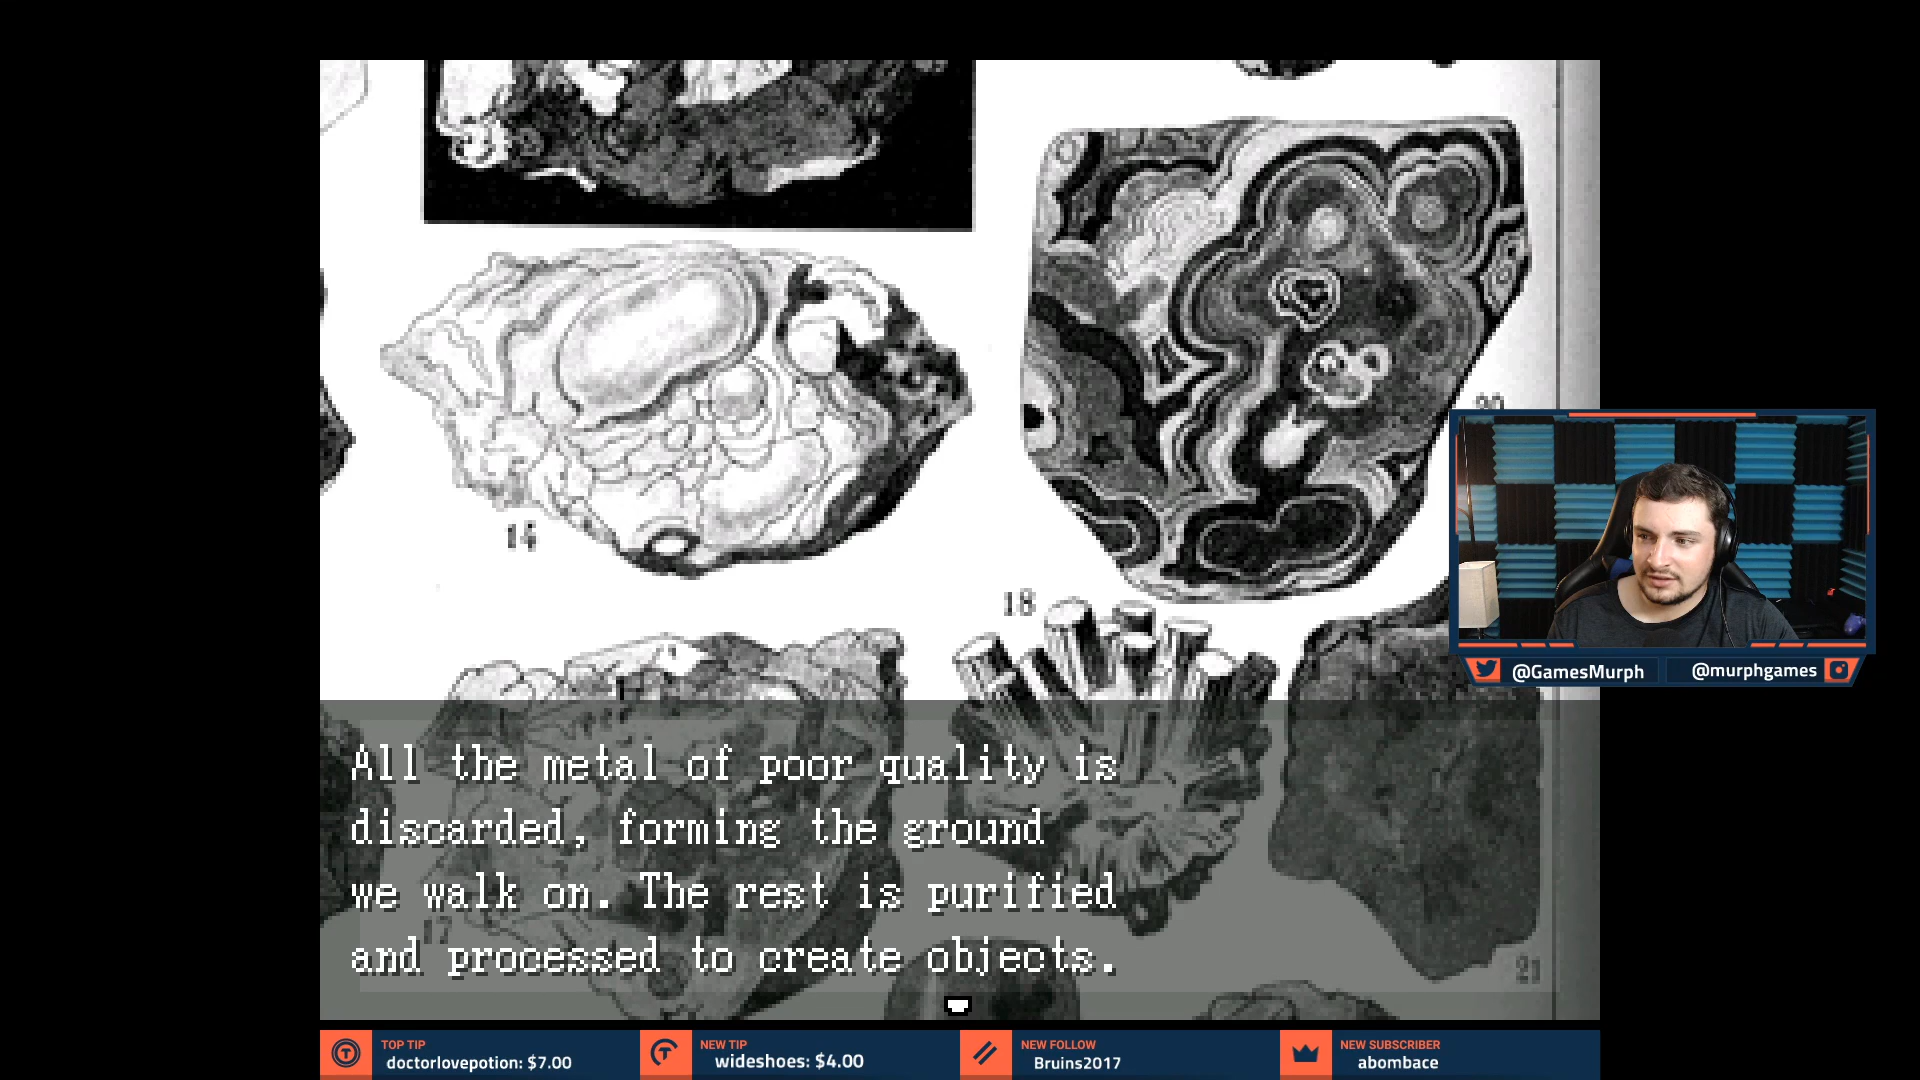 20
14
18
All the metal of poor quality is
discarded, forming the ground
we walk on. The rest is purified
and processed to create objects.
17
21
@GamesMurph
@murphgames
TOP TIP
doctorlovepotion: $7.00
NEW TIP
wideshoes: $4.00
NEW FOLLOW
Bruins2017
NEW SUBSCRIBER
abombace